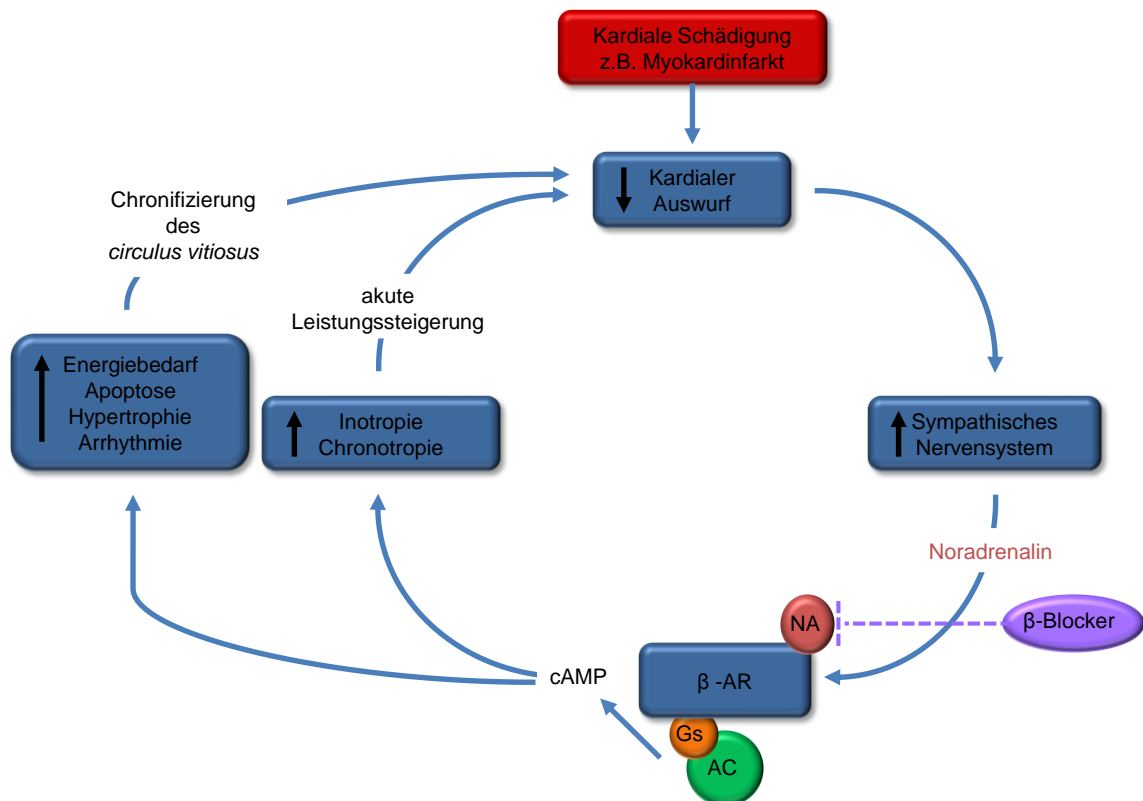 Kardiale Schädigung
z.B. Myokardinfarkt
Kardialer
Auswurf
Chronifizierung
des
circulus vitiosus
akute
Leistungssteigerung
Energiebedarf
Apoptose
Hypertrophie
Arrhythmie
Inotropie
Chronotropie
Sympathisches
Nervensystem
Noradrenalin
NA
β-Blocker
β -AR
cAMP
Gs
AC